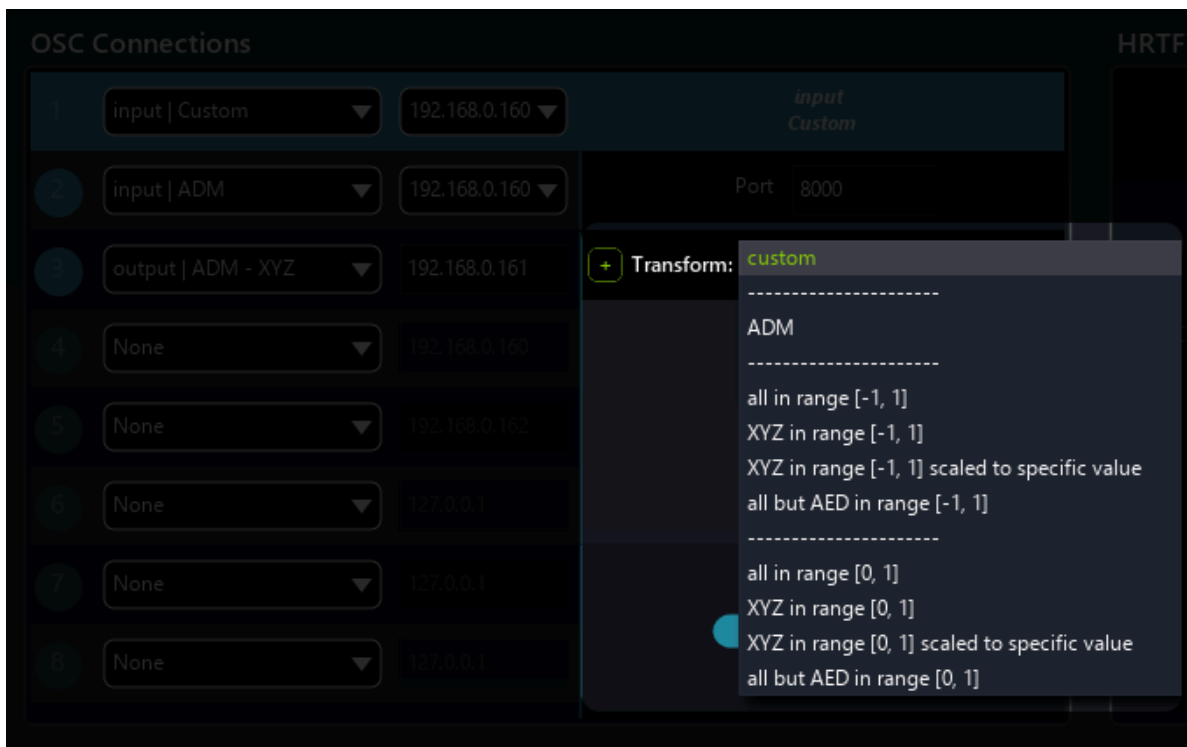 OSC Connections
HRTF
1
input | Custom
192.168.0.160
input
Custom
2
input | ADM
192.168.0.160
Port
8000
3
output | ADM - XYZ
192.168.0.161
+
Transform:
custom
----------------------
ADM
----------------------
all in range [-1, 1]
XYZ in range [-1, 1]
XYZ in range [-1, 1] scaled to specific value
all but AED in range [-1, 1]
----------------------
all in range [0, 1]
XYZ in range [0, 1]
XYZ in range [0, 1] scaled to specific value
all but AED in range [0, 1]
4
None
192.168.0.160
5
None
192.168.0.162
6
None
127.0.0.1
7
None
127.0.0.1
8
None
127.0.0.1